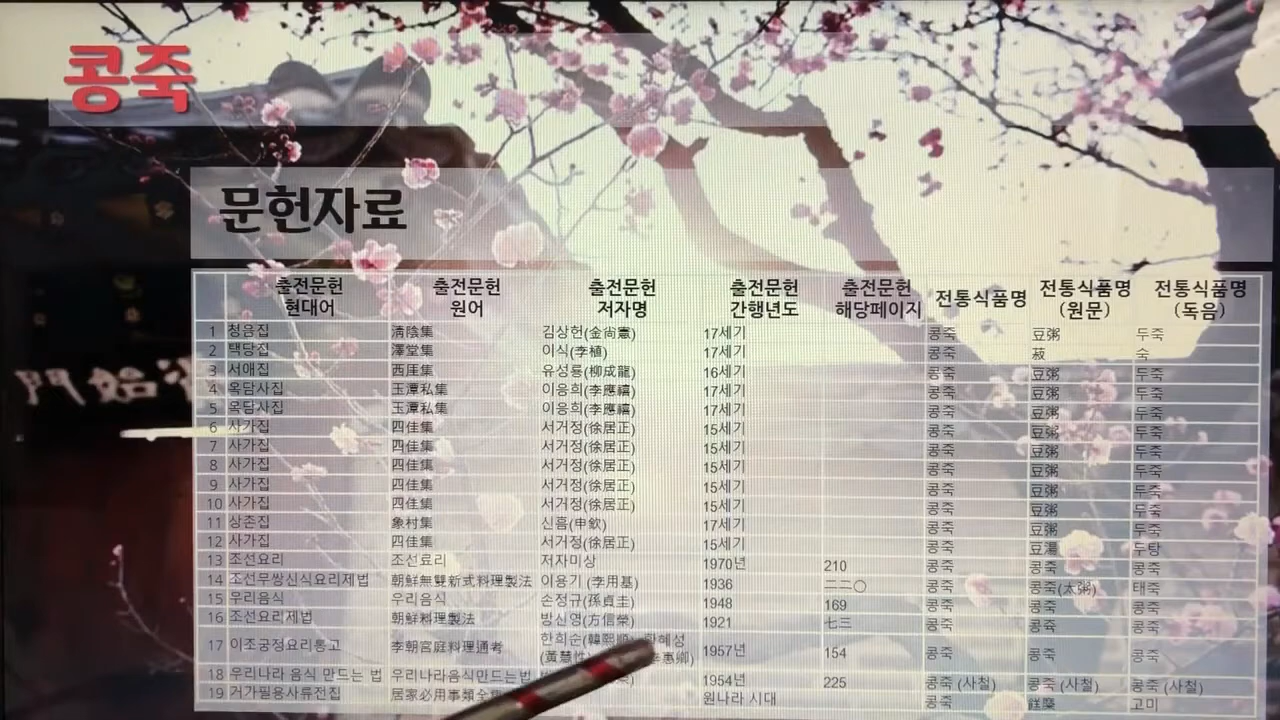 콩죽
문헌자료
출전문헌 현대어 출전문헌 원어 출전문헌 저자명 출전문헌 간행년도 출전문헌 해당페이지 전통식품명 전통식품명 (원문) 전통식품명 (독음)
1 청음집 清陰集 김상헌(金尙憲) 17세기 콩죽 豆粥 두죽
2 택당집 澤堂集 이식(李植) 17세기 콩죽 菽 숙
3 서애집 西厓集 유성룡(柳成龍) 16세기 콩죽 豆粥 두죽
4 옥담사집 玉潭私集 이응희(李應禧) 17세기 콩죽 豆粥 두죽
5 옥담사집 玉潭私集 이응희(李應禧) 17세기 콩죽 豆粥 두죽
6 사가집 四佳集 서거정(徐居正) 15세기 콩죽 豆粥 두죽
7 사가집 四佳集 서거정(徐居正) 15세기 콩죽 豆粥 두죽
8 사가집 四佳集 서거정(徐居正) 15세기 콩죽 豆粥 두죽
9 사가집 四佳集 서거정(徐居正) 15세기 콩죽 豆粥 두죽
10 사가집 四佳集 서거정(徐居正) 15세기 콩죽 豆粥 두죽
11 상촌집 象村集 신흠(申欽) 17세기 콩죽 豆粥 두죽
12 사가집 四佳集 서거정(徐居正) 15세기 콩죽 豆湯 두탕
13 조선요리 조선료리 저자미상 1970년 210 콩죽 콩죽 콩죽
14 조선무쌍신식요리제법 朝鮮無雙新式料理製法 이용기 (李用基) 1936 二二〇 콩죽 콩죽(太粥) 태죽
15 우리음식 우리음식 손정규(孫貞圭) 1948 169 콩죽 콩죽 콩죽
16 조선요리제법 朝鮮料理製法 방신영(方信榮) 1921 七三 콩죽 콩죽 콩죽
17 이조궁정요리통고 李朝宮庭料理通考 한희순(韓熙順) 황혜성 (黃慧性) 1957년 154 콩죽 콩죽 콩죽
18 우리나라 음식 만드는 법 우리나라음식만드는법 1954년 225 콩죽 (사철) 콩죽 (사철) 콩죽 (사철)
19 거가필용사류전집 居家必用事類全集 원나라 시대 콩죽 고미